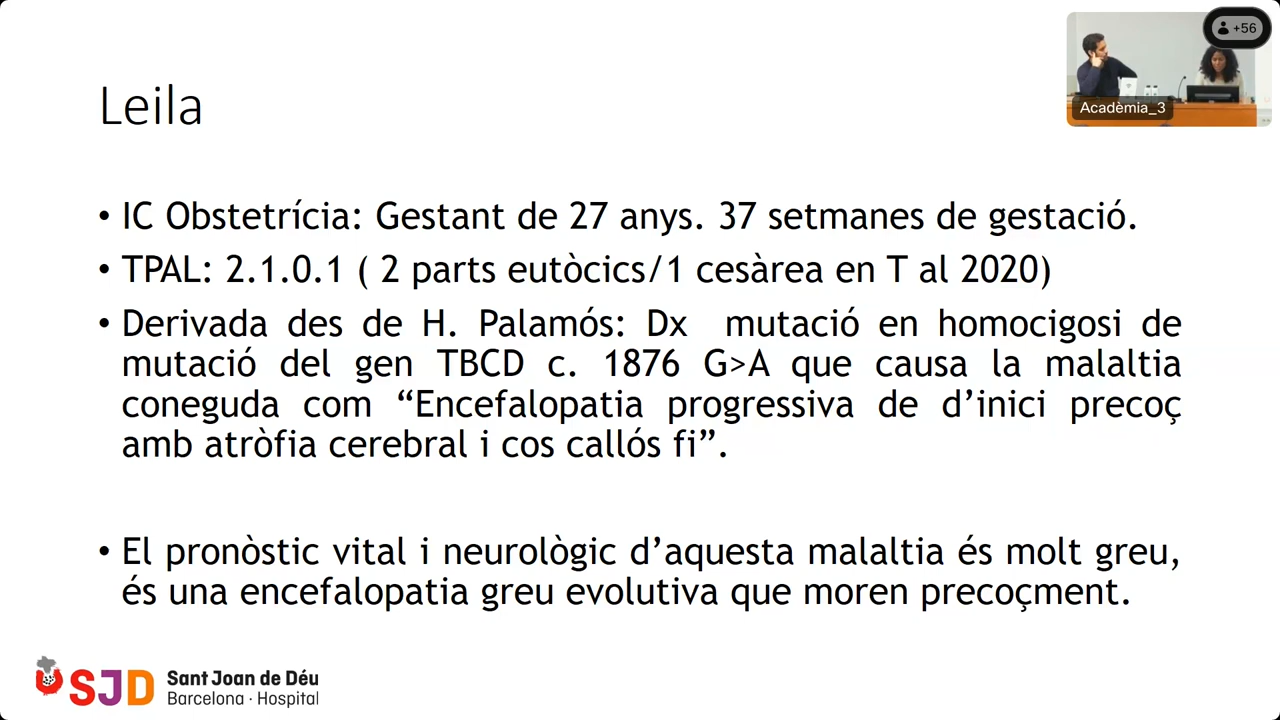 +56
Acadèmia_3
Leila
• IC Obstetrícia: Gestant de 27 anys. 37 setmanes de gestació.
• TPAL: 2.1.0.1 ( 2 parts eutòcics/1 cesàrea en T al 2020)
• Derivada des de H. Palamós: Dx mutació en homocigosi de
mutació del gen TBCD c. 1876 G>A que causa la malaltia
coneguda com “Encefalopatia progressiva de d’inici precoç
amb atròfia cerebral i cos callós fi”.
• El pronòstic vital i neurològic d’aquesta malaltia és molt greu,
és una encefalopatia greu evolutiva que moren precoçment.
SJD Sant Joan de Déu
Barcelona · Hospital